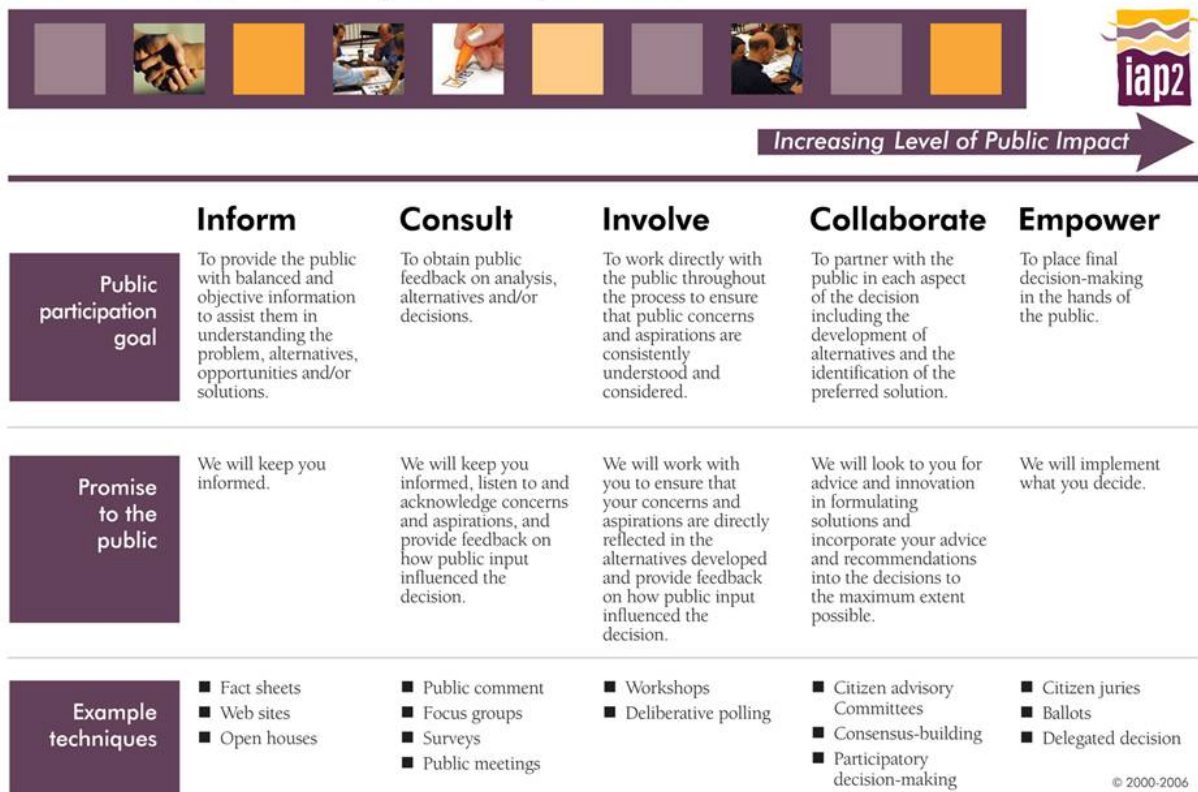 iap2
Increasing Level of Public Impact
Inform
Consult
Involve
Collaborate
Empower
Public
participation
goal
To provide the public
with balanced and
objective information
to assist them in
understanding the
problem, alternatives,
opportunities and/or
solutions.
To obtain public
feedback on analysis,
alternatives and/or
decisions.
To work directly with
the public throughout
the process to ensure
that public concerns
and aspirations are
consistently
understood and
considered.
To partner with the
public in each aspect
of the decision
including the
development of
alternatives and the
identification of the
preferred solution.
To place final
decision-making
in the hands of
the public.
Promise
to the
public
We will keep you
informed.
We will keep you
informed, listen to and
acknowledge concerns
and aspirations, and
provide feedback on
how public input
influenced the
decision.
We will work with
you to ensure that
your concerns and
aspirations are directly
reflected in the
alternatives developed
and provide feedback
on how public input
influenced the
decision.
We will look to you for
advice and innovation
in formulating
solutions and
incorporate your advice
and recommendations
into the decisions to
the maximum extent
possible.
We will implement
what you decide.
Example
techniques
■ Fact sheets
■ Web sites
■ Open houses
■ Public comment
■ Focus groups
■ Surveys
■ Public meetings
■ Workshops
■ Deliberative polling
■ Citizen advisory
Committees
■ Consensus-building
■ Participatory
decision-making
■ Citizen juries
■ Ballots
■ Delegated decision
© 2000-2006